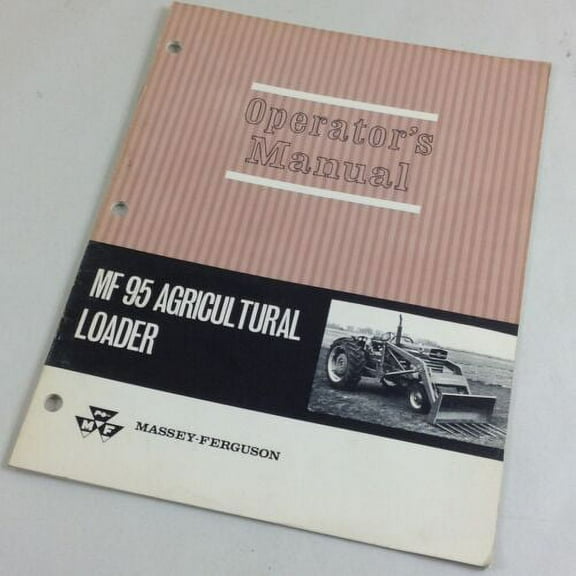 Operator's
Manual
MF 95 AGRICULTURAL
LOADER
M F
MASSEY-FERGUSON